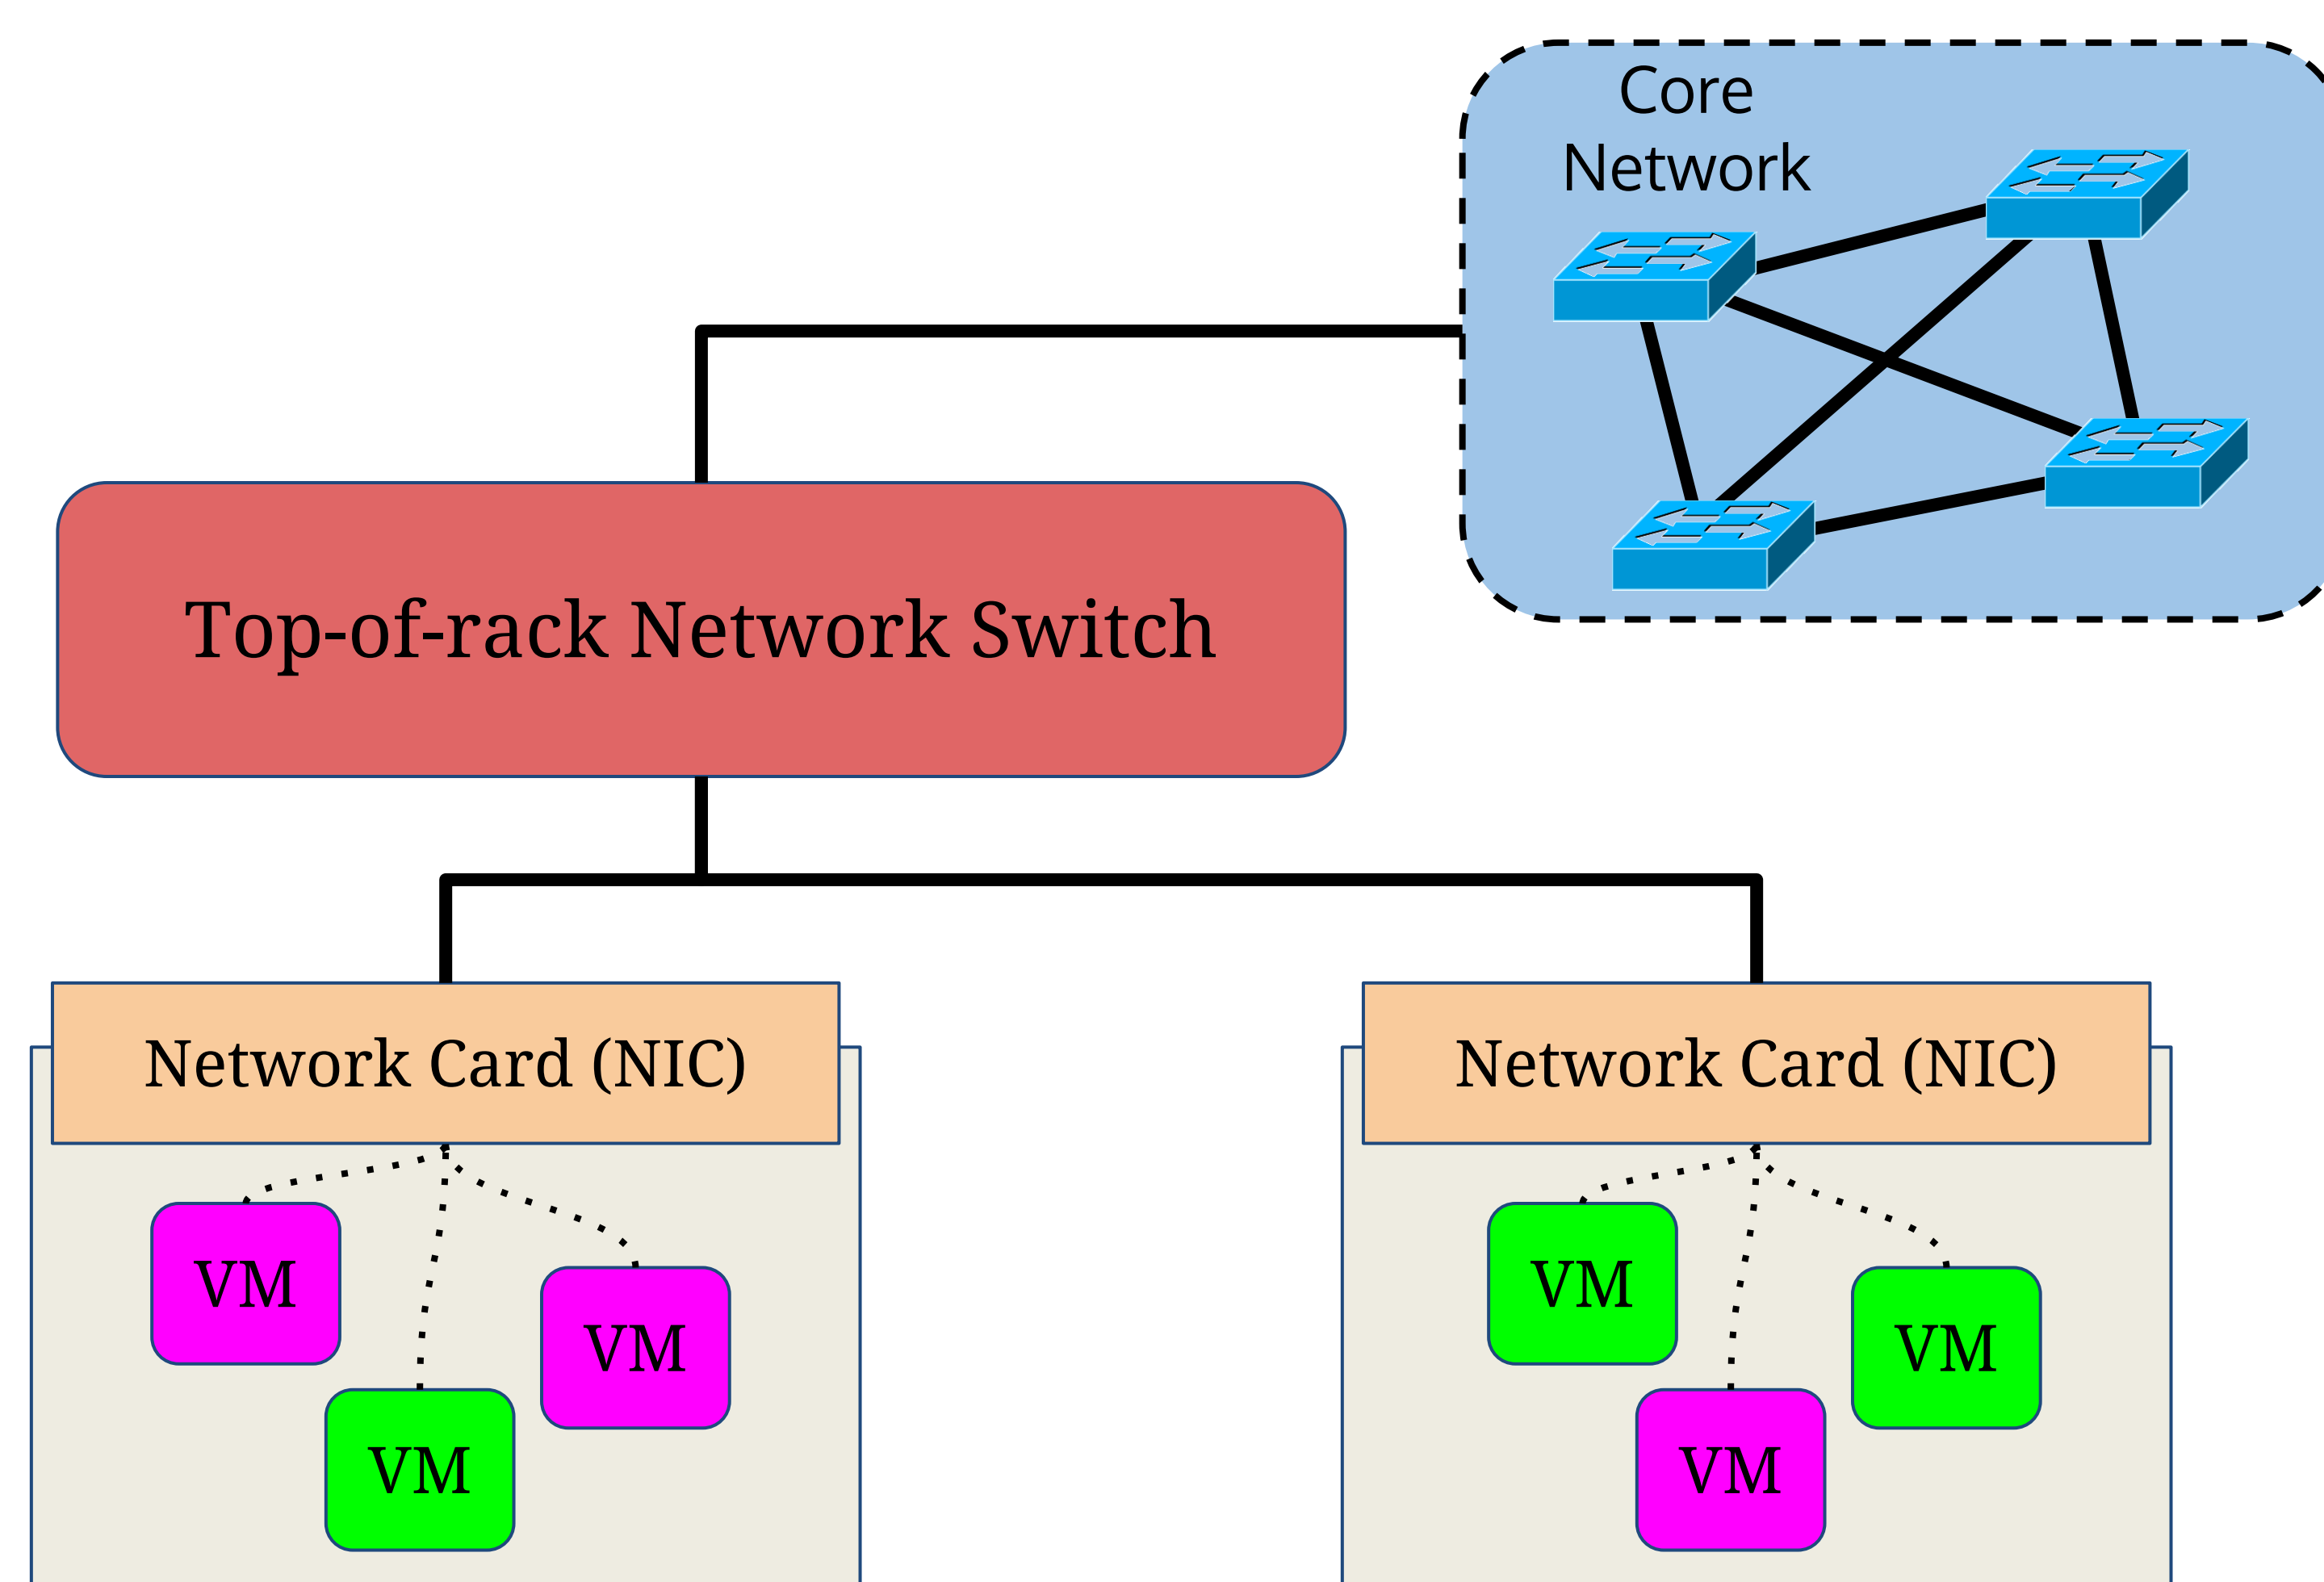 Core
Network
Top-of-rack Network Switch
Network Card (NIC)
Network Card (NIC)
VM
VM
VM
VM
VM
VM